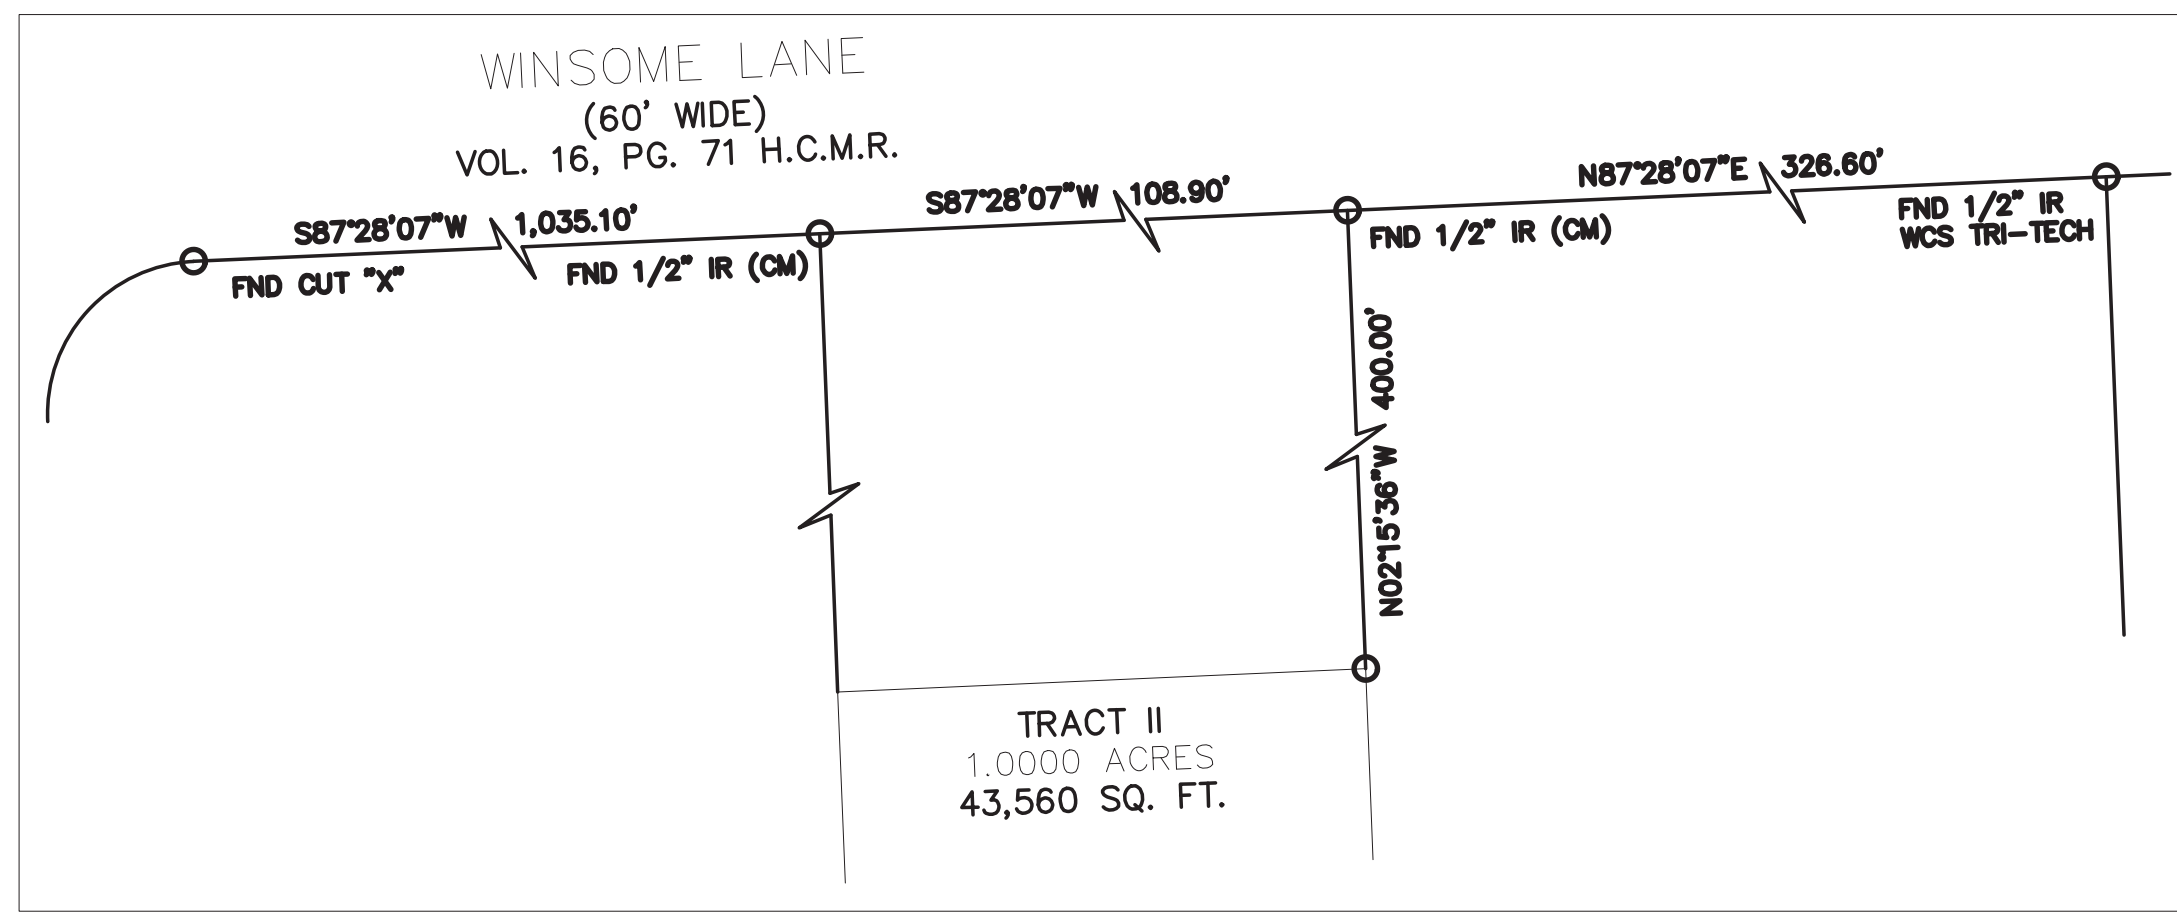 WINSOME LANE
(60' WIDE)
VOL. 16, PG. 71 H.C.M.R.
S87°28'07"W 1,035.10'
S87°28'07"W 108.90'
N87°28'07"E 326.60'
FND CUT "X"
FND 1/2" IR (CM)
FND 1/2" IR (CM)
FND 1/2" IR
WCS TRI-TECH
N02°15'36"W 400.00'
TRACT II
1.0000 ACRES
43,560 SQ. FT.